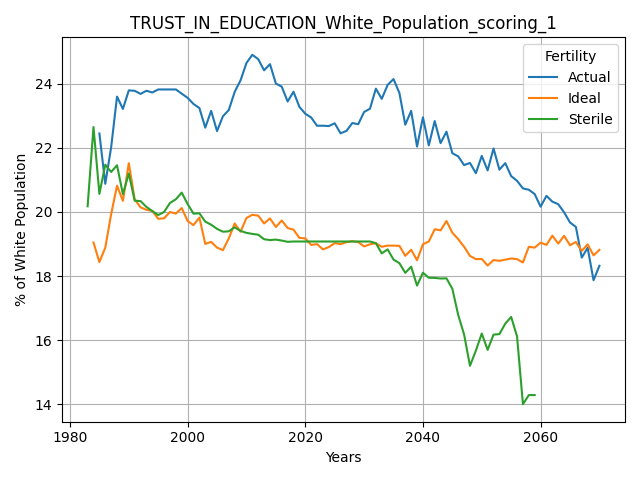 TRUST_IN_EDUCATION_White_Population_scoring_1
Fertility
Actual
Ideal
Sterile
% of White Population
24
22
20
18
16
14
1980
2000
2020
2040
2060
Years